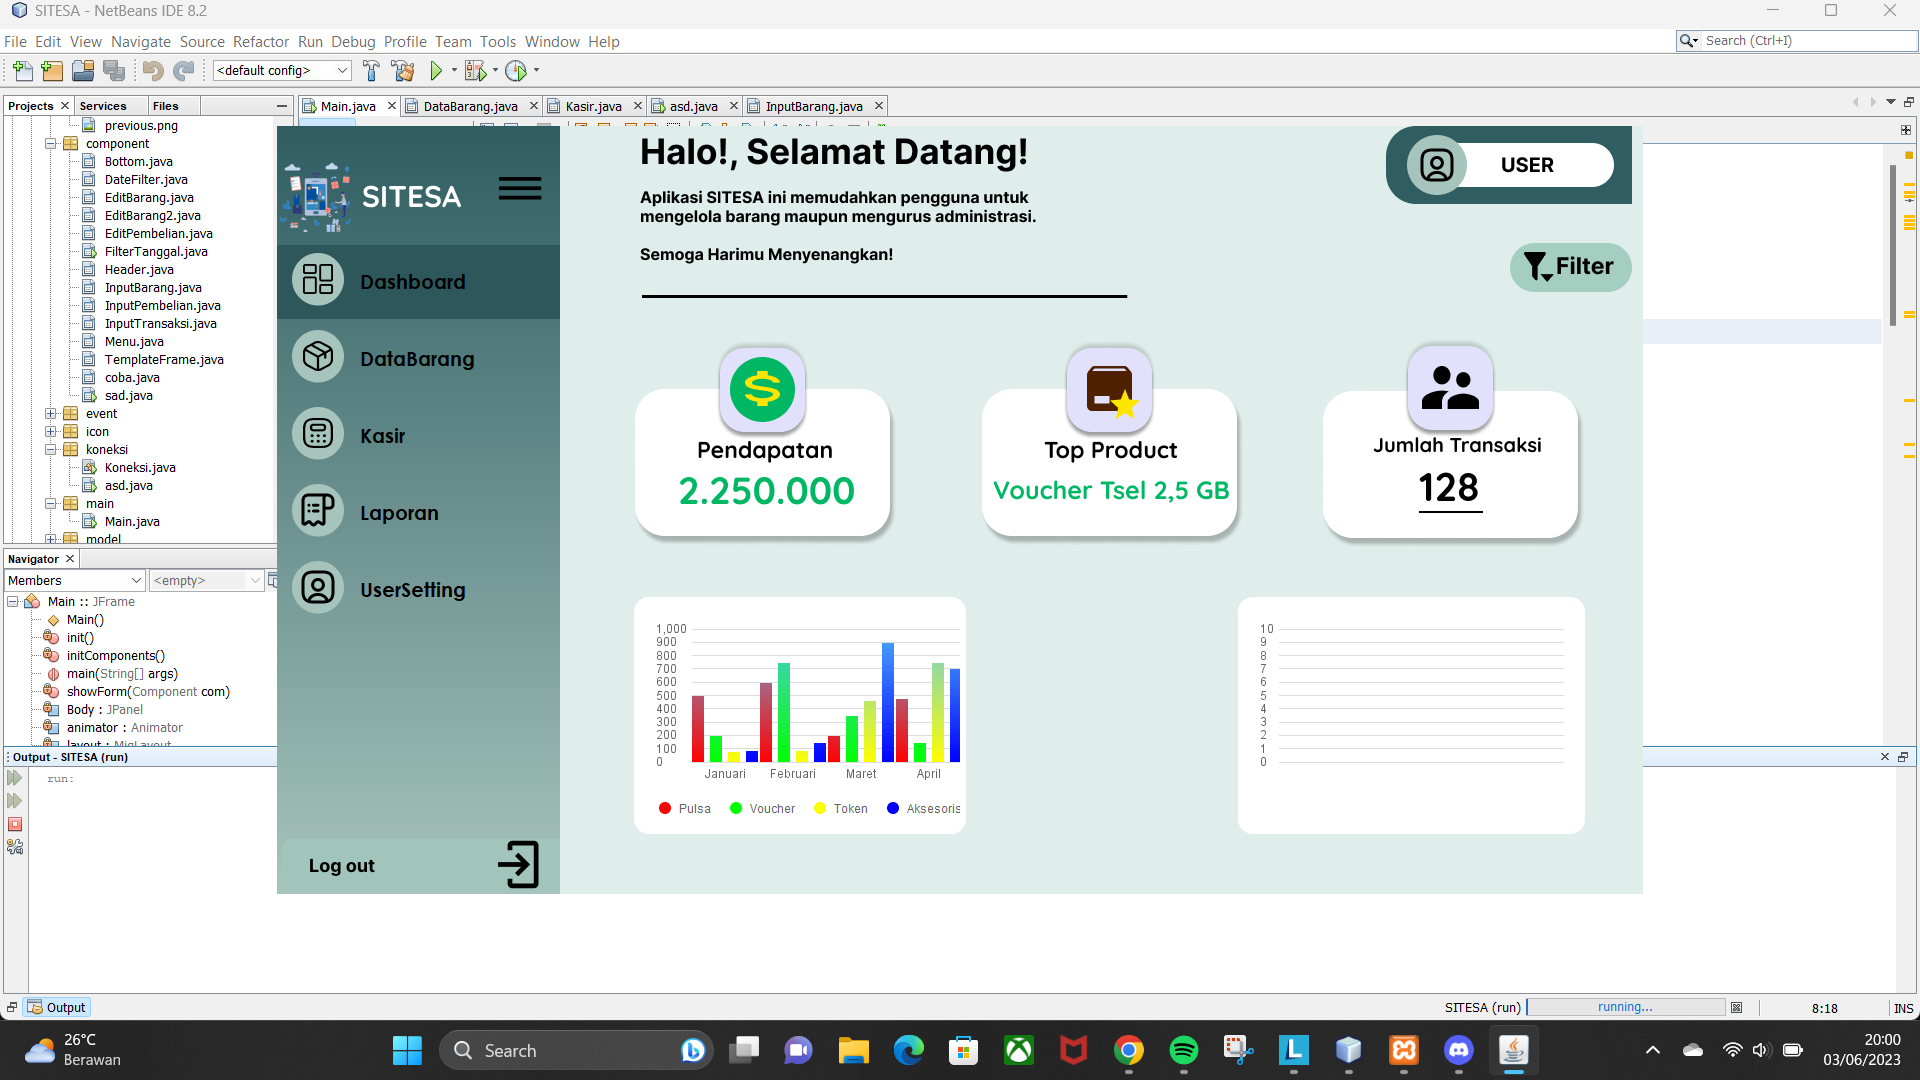 SITESA - NetBeans IDE 8.2
File Edit View Navigate Source Refactor Run Debug Profile Team Tools Window Help
Search (Ctrl+I)
<default config>
Projects Services Files
Main.java DataBarang.java Kasir.java asd.java InputBarang.java
previous.png
component
Bottom.java
DateFilter.java
EditBarang.java
EditBarang2.java
EditPembelian.java
FilterTanggal.java
Header.java
InputBarang.java
InputPembelian.java
InputTransaksi.java
Menu.java
TemplateFrame.java
coba.java
sad.java
event
icon
koneksi
Koneksi.java
asd.java
main
Main.java
model
Navigator
Members
<empty>
Main :: JFrame
Main()
init()
initComponents()
main(String[] args)
showForm(Component com)
Body : JPanel
animator : Animator
layout : MigLayout
Output - SITESA (run)
run:
SITESA
Dashboard
DataBarang
Kasir
Laporan
UserSetting
Log out
Halo!, Selamat Datang!
Aplikasi SITESA ini memudahkan pengguna untuk
mengelola barang maupun mengurus administrasi.
Semoga Harimu Menyenangkan!
USER
Filter
Pendapatan
2.250.000
Top Product
Voucher Tsel 2,5 GB
Jumlah Transaksi
128
1,000
900
800
700
600
500
400
300
200
100
0
Januari Februari Maret April
Pulsa Voucher Token Aksesoris
10
9
8
7
6
5
4
3
2
1
0
Output
SITESA (run)
running...
8:18
INS
26°C
Berawan
Search
20:00
03/06/2023